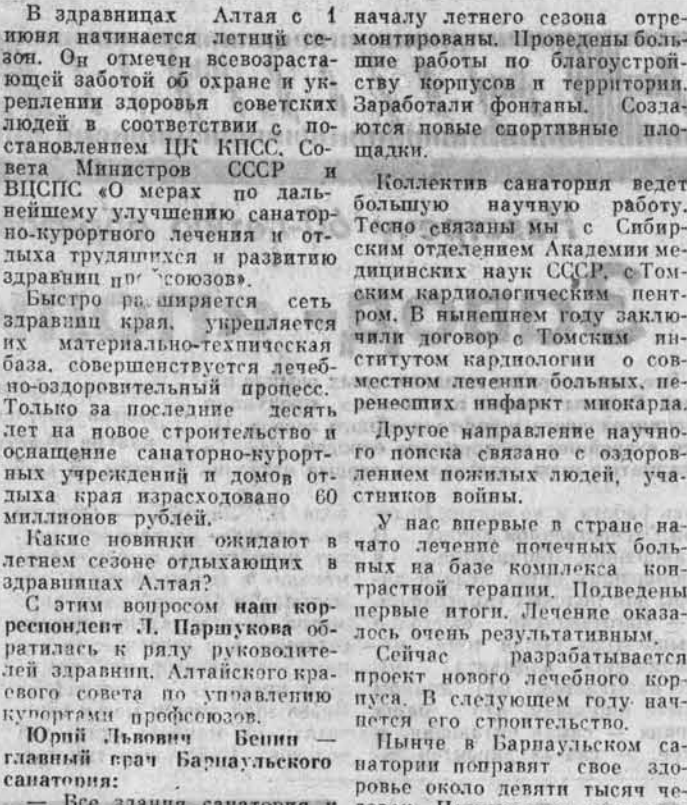 В здравницах Алтая с 1
июня начинается летний се-
зон. Он отмечен всевозраста-
ющей заботой об охране и ук-
реплении здоровья советских
людей в соответствии с по-
становлением ЦК КПСС, Со-
вета Министров СССР и
ВЦСПС «О мерах по даль-
нейшему улучшению санатор-
но-курортного лечения и от-
дыха трудящихся и развитию
здравниц профсоюзов».
Быстро расширяется сеть
здравниц края, укрепляется
их материально-техническая
база, совершенствуется лечеб-
но-оздоровительный процесс.
Только за последние десять
лет на новое строительство и
оснащение санаторно-курорт-
ных учреждений и домов от-
дыха края израсходовано 60
миллионов рублей.
Какие новинки ожидают в
летнем сезоне отдыхающих в
здравницах Алтая?
С этим вопросом наш кор-
респондент Л. Паршукова об-
ратилась к ряду руководите-
лей здравниц, Алтайского кра-
евого совета по управлению
курортами профсоюзов.
Юрий Львович Бенин —
главный врач Барнаульского
санатория:
— Все здания санатория и
началу летнего сезона отре-
монтированы. Проведены боль-
шие работы по благоустрой-
ству корпусов и территории.
Заработали фонтаны. Созда-
ются новые спортивные пло-
щадки.
Коллектив санатория ведет
большую научную работу.
Тесно связаны мы с Сибир-
ским отделением Академии ме-
дицинских наук СССР, с Том-
ским кардиологическим цент-
ром. В нынешнем году заклю-
чили договор с Томским ин-
ститутом кардиологии о сов-
местном лечении больных, пе-
ренесших инфаркт миокарда.
Другое направление научно-
го поиска связано с оздоров-
лением пожилых людей, уча-
стников войны.
У нас впервые в стране на-
чато лечение почечных боль-
ных на базе комплекса кон-
трастной терапии. Подведены
первые итоги. Лечение оказа-
лось очень результативным.
Сейчас разрабатывается
проект нового лечебного кор-
пуса. В следующем году нач-
нется его строительство.
Нынче в Барнаульском са-
натории поправят свое здо-
ровье около девяти тысяч че-